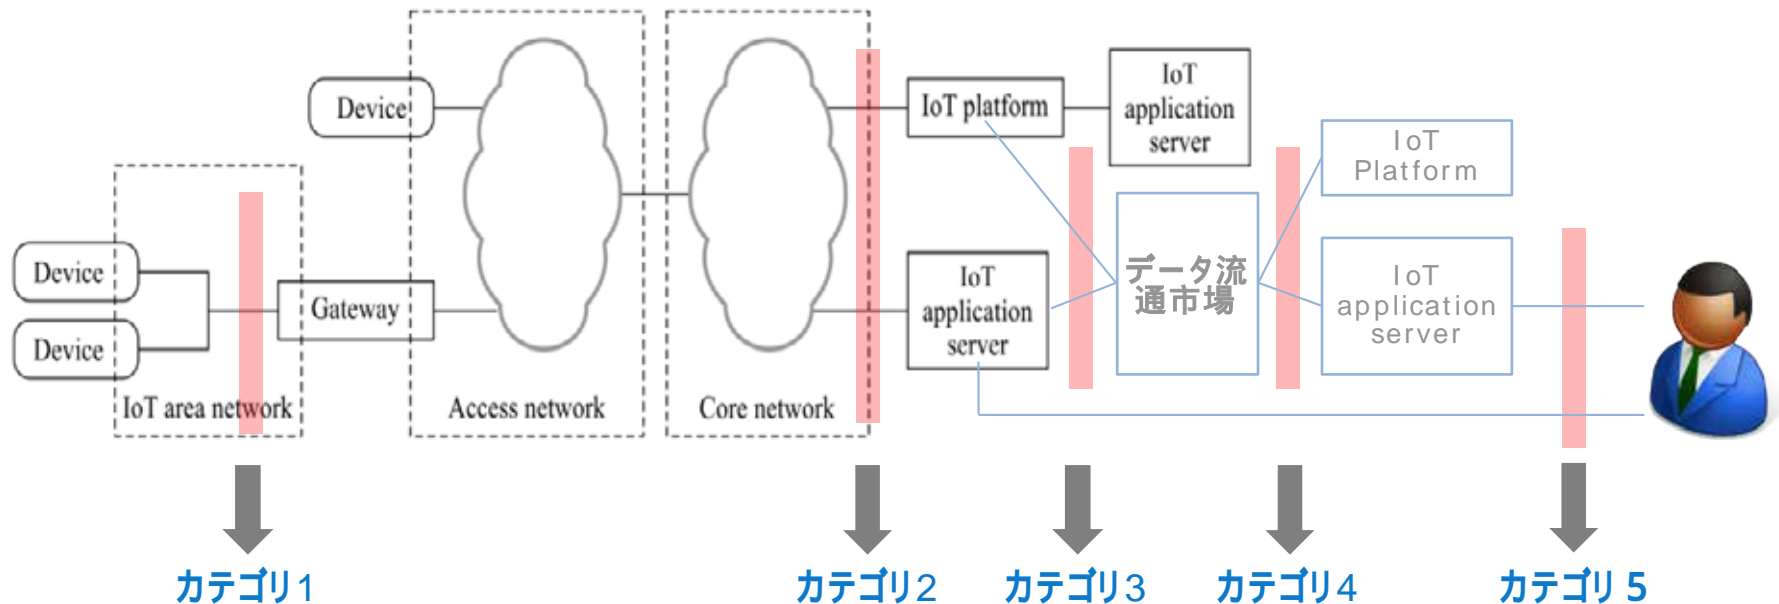 Device
IoT platform
IoT
application
server
IoT
Platform
Device
Device
Gateway
IoT
application
server
データ流
通市場
IoT
application
server
IoT area network
Access network
Core network
カテゴリ1
カテゴリ2
カテゴリ3
カテゴリ4
カテゴリ 5